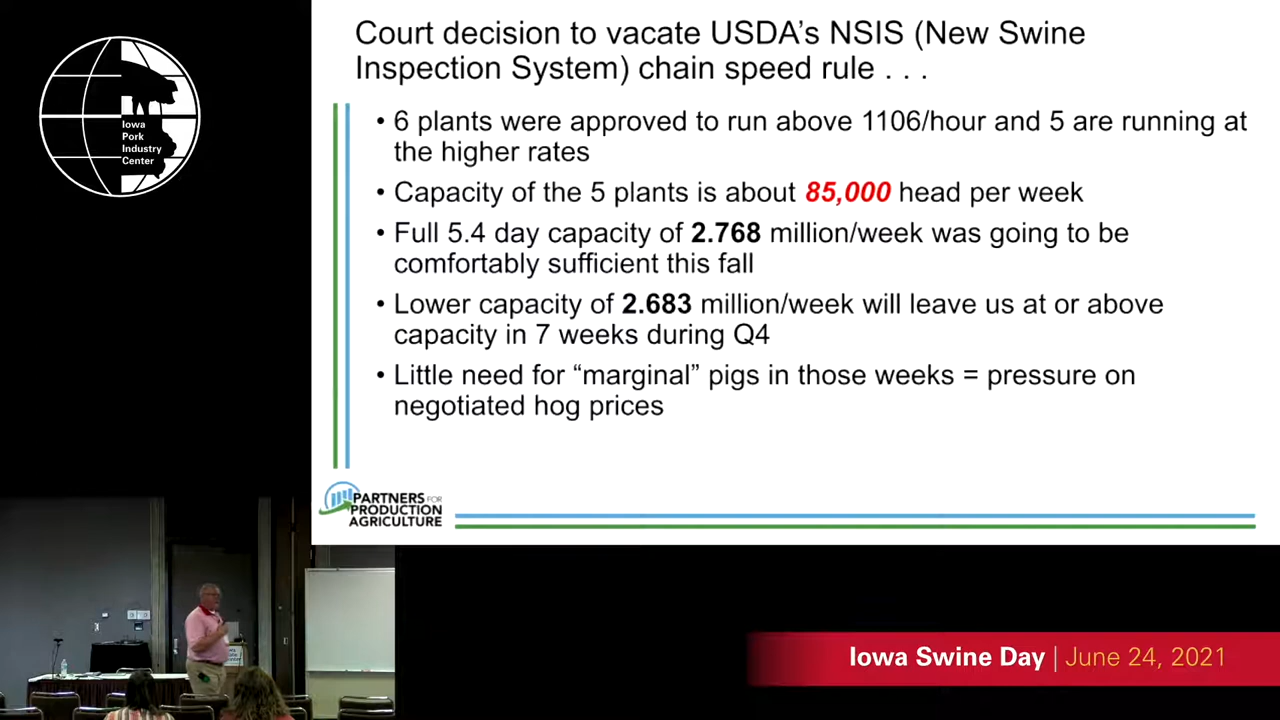 Iowa
Pork
Industry
Center
Court decision to vacate USDA’s NSIS (New Swine
Inspection System) chain speed rule . . .
• 6 plants were approved to run above 1106/hour and 5 are running at
the higher rates
• Capacity of the 5 plants is about 85,000 head per week
• Full 5.4 day capacity of 2.768 million/week was going to be
comfortably sufficient this fall
• Lower capacity of 2.683 million/week will leave us at or above
capacity in 7 weeks during Q4
• Little need for “marginal” pigs in those weeks = pressure on
negotiated hog prices
PARTNERS FOR
PRODUCTION
AGRICULTURE
Iowa Swine Day | June 24, 2021